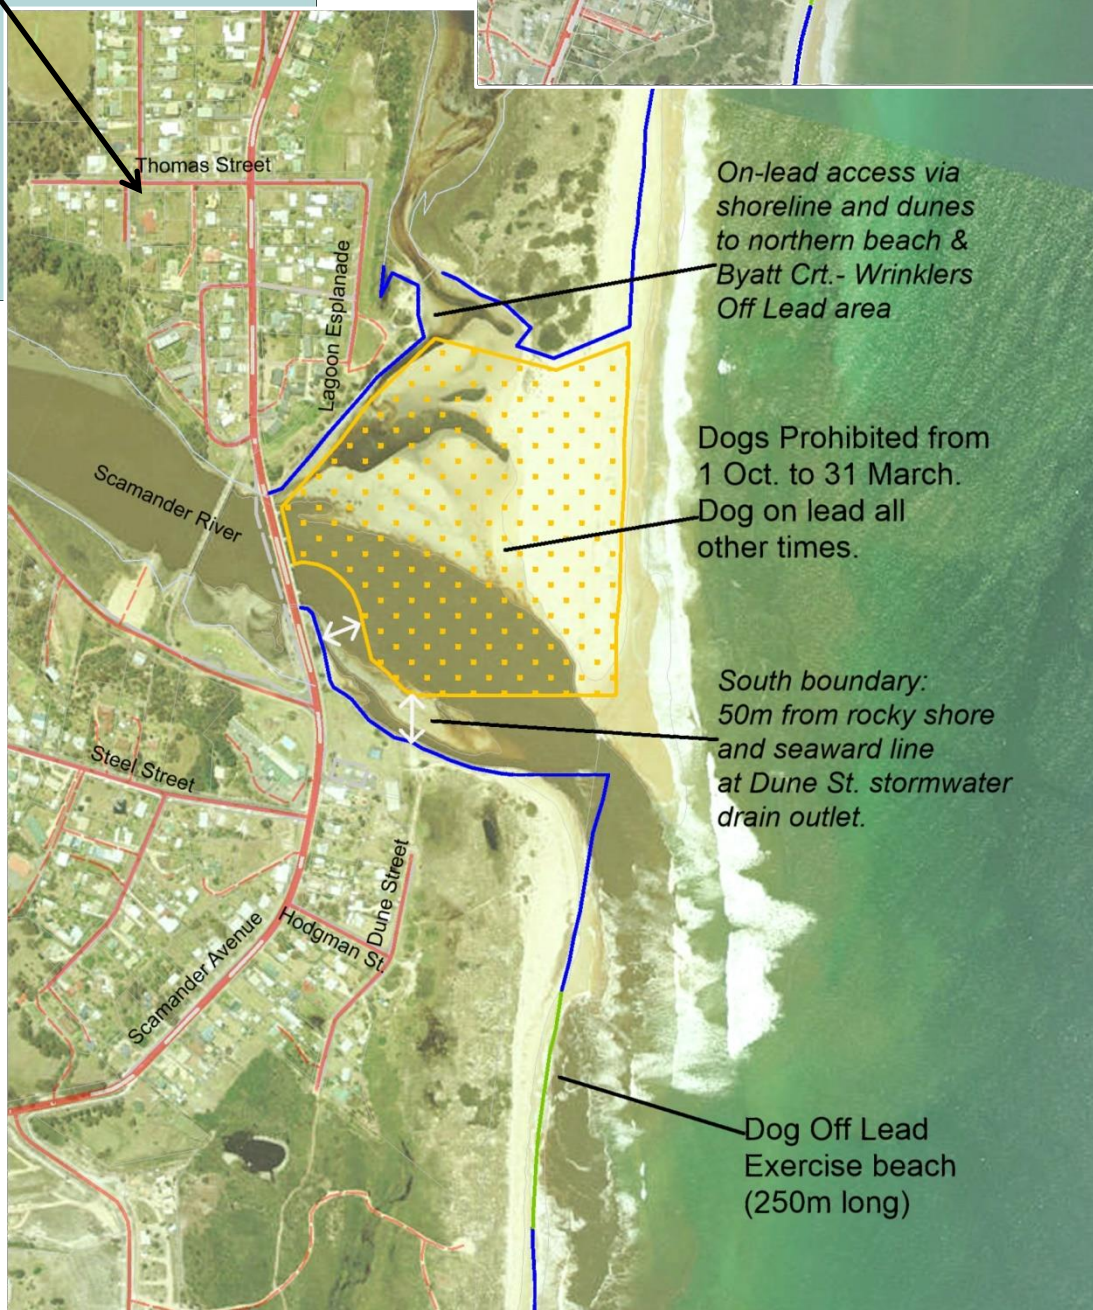 Thomas Street
On-lead access via
shoreline and dunes
to northern beach &
Byatt Crt.- Wrinklers
Off Lead area
Lagoon Esplanade
Dogs Prohibited from
1 Oct. to 31 March.
Dog on lead all
other times.
Scamander River
South boundary:
50m from rocky shore
and seaward line
at Dune St. stormwater
drain outlet.
Steel Street
Dune Street
Hodgman St.
Scamander Avenue
Dog Off Lead
Exercise beach
(250m long)